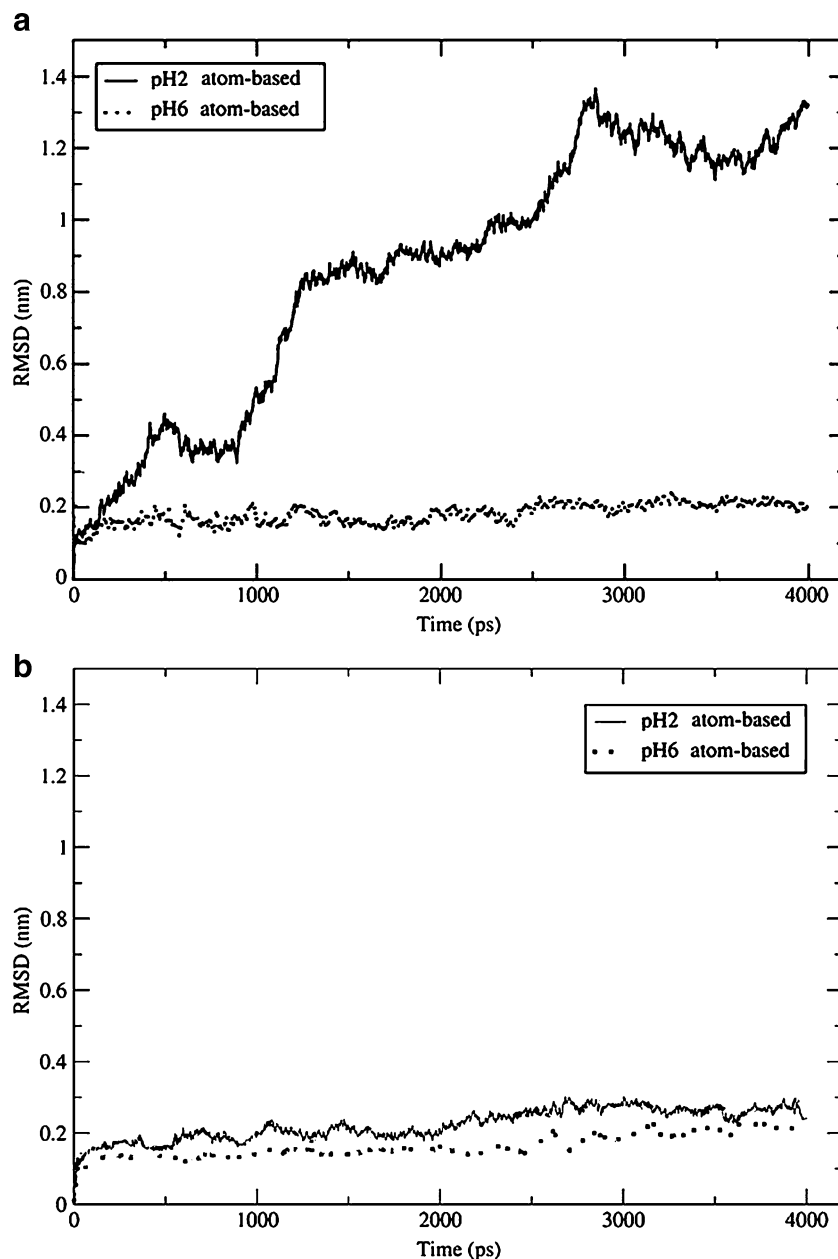 a
1.4
1.2
1
0.8
0.6
0.4
0.2
0
RMSD (nm)
pH2 atom-based
pH6 atom-based
0 1000 2000 3000 4000
Time (ps)
b
1.4
1.2
1
0.8
0.6
0.4
0.2
0
RMSD (nm)
pH2 atom-based
pH6 atom-based
0 1000 2000 3000 4000
Time (ps)